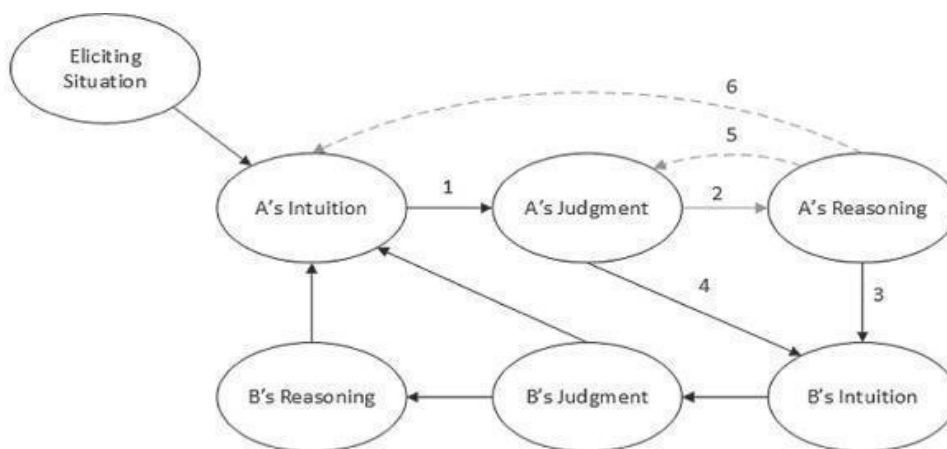 Eliciting
Situation
6
5
A's Intuition
1
A's Judgment
2
A's Reasoning
4
3
B's Reasoning
B's Judgment
B's Intuition